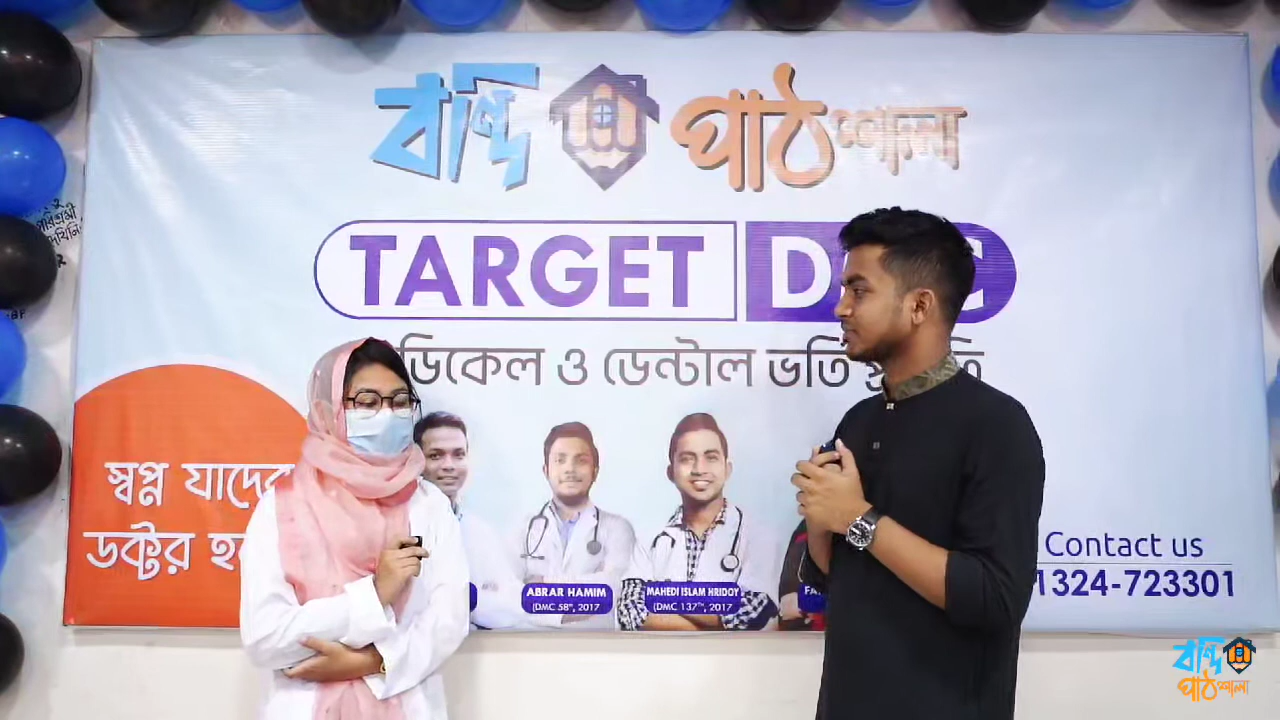 বন্দি পাঠশালা
TARGET
ডিকেল ও ডেন্টাল ভর্তি
স্বপ্ন যাদের
ডক্টর
ABRAR HAMIM
(DMC 58th, 2017)
MAHEDI ISLAM HRIDOY
(DMC 137TH, 2017)
Contact us
1324-723301
বন্দি
পাঠশালা